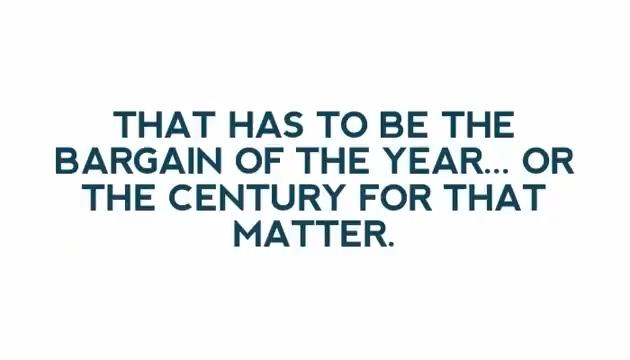 THAT HAS TO BE THE
BARGAIN OF THE YEAR... OR
THE CENTURY FOR THAT
MATTER.